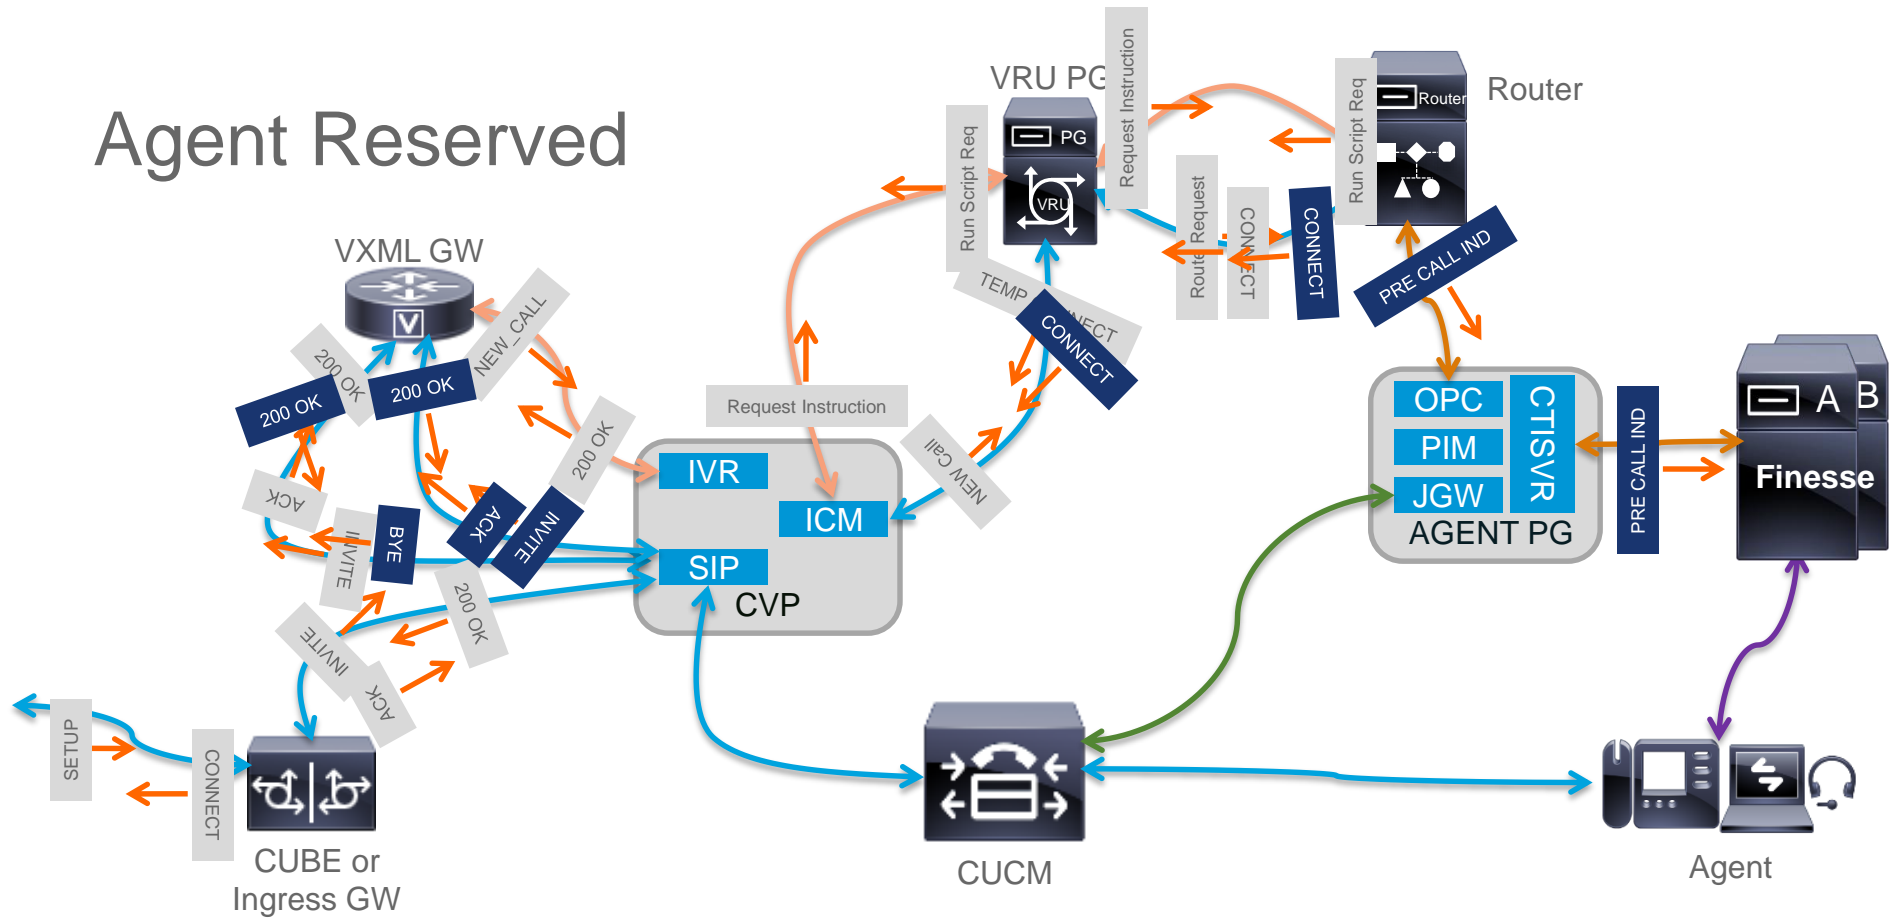 Agent Reserved
VRU PG
Request Instruction
Run Script Req
Router
Router
PG
VRU
Run Script Req
Route Request
CONNECT
CONNECT
PRE CALL IND
VXML GW
V
NEW_CALL
200 OK
200 OK
200 OK
TEMP CONNECT
CONNECT
Request Instruction
NEW Call
200 OK
ACK
INVITE
BYE
ACK
INVITE
200 OK
INVITE
ACK
IVR
ICM
SIP
CVP
OPC
PIM
JGW
CTISVR
AGENT PG
PRE CALL IND
A
B
Finesse
SETUP
CONNECT
CUBE or
Ingress GW
CUCM
Agent